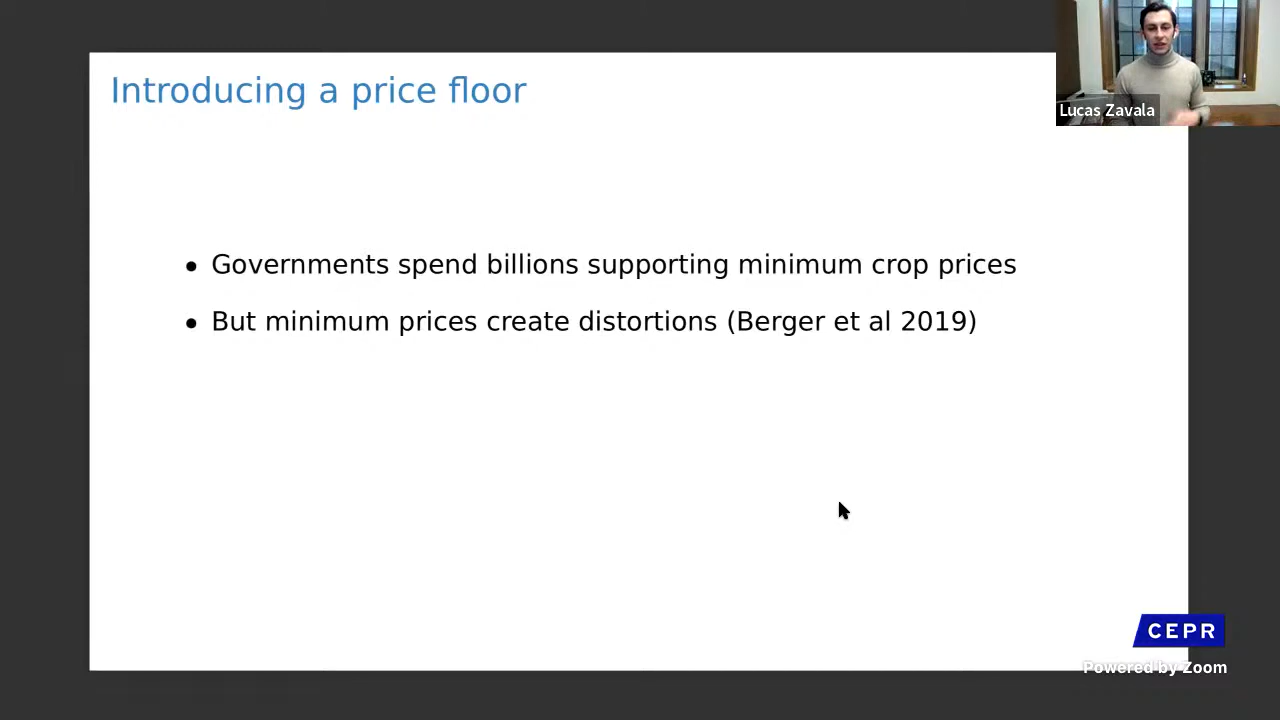 Introducing a price floor
Lucas Zavala
• Governments spend billions supporting minimum crop prices
• But minimum prices create distortions (Berger et al 2019)
CEPR
Powered by Zoom